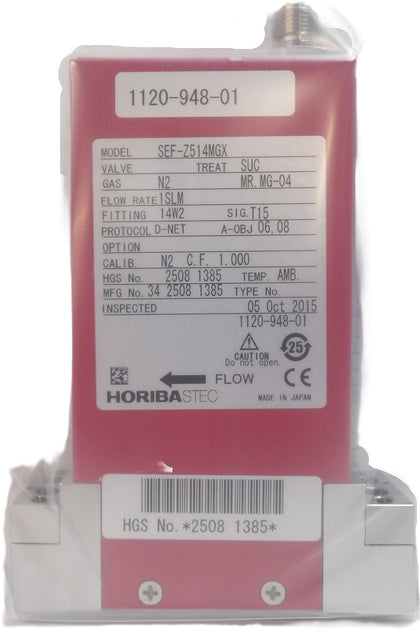 1120-948-01
MODEL SEF-Z514MGX
VALVE TREAT SUC
GAS N2 MR.MG-04
FLOW RATE 1SLM
FITTING 14W2 SIG.T15
PROTOCOL D-NET A-OBJ 06.08
OPTION
CALIB. N2 C.F. 1.000
HGS No. 2508 1385 TEMP. AMB.
MFG No. 34 2508 1385 TYPE No.
INSPECTED 05 Oct 2015
1120-948-01
CAUTION
Do not open.
25
FLOW CE
HORIBASTEC MADE IN JAPAN
HGS No.*2508 1385*